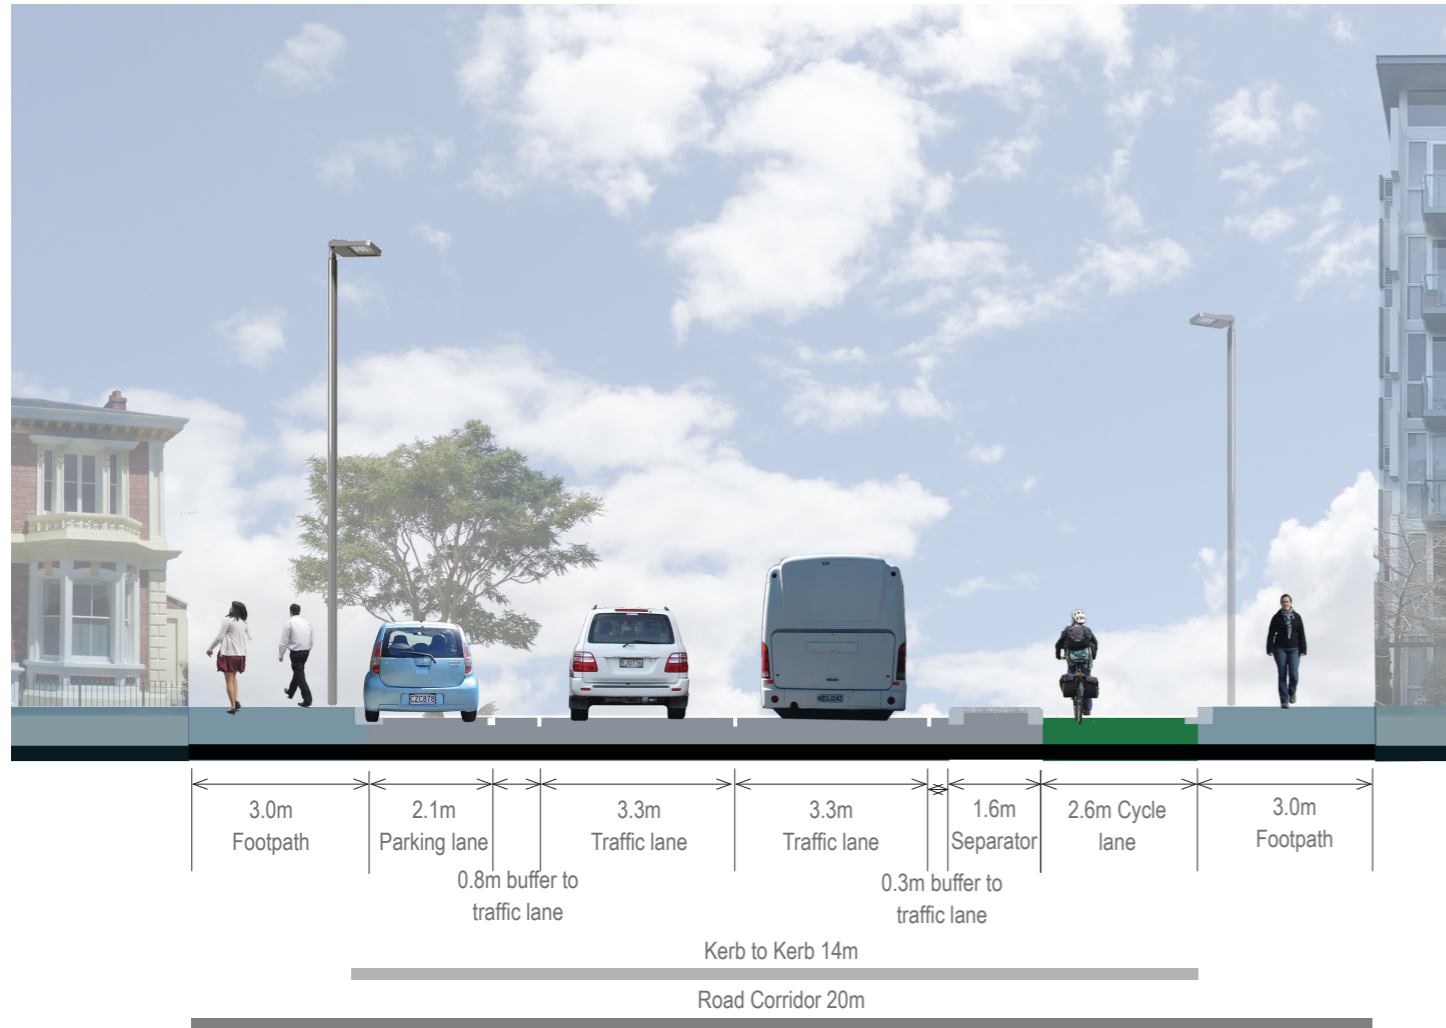 CZC878
3.0m
Footpath
2.1m
Parking lane
0.8m buffer to
traffic lane
3.3m
Traffic lane
3.3m
Traffic lane
0.3m buffer to
traffic lane
1.6m
Separator
2.6m Cycle
lane
3.0m
Footpath
Kerb to Kerb 14m
Road Corridor 20m